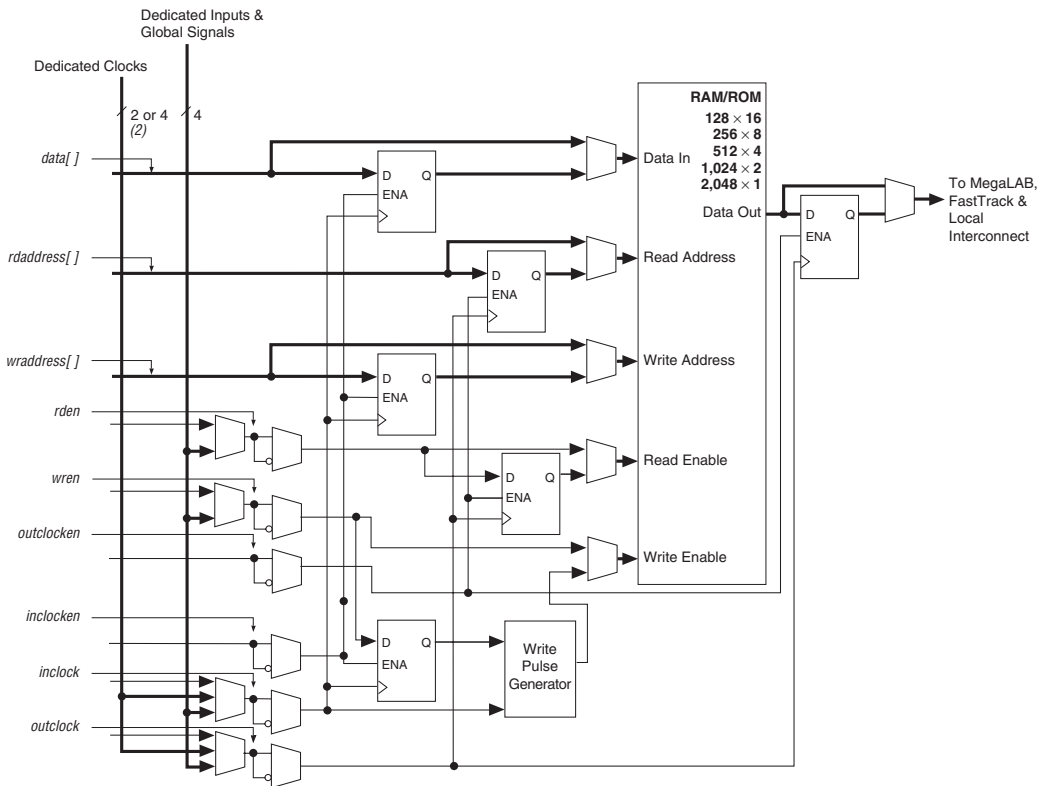 Dedicated Inputs &
Global Signals
Dedicated Clocks
2 or 4
(2)
4
RAM/ROM
128 × 16
256 × 8
512 × 4
1,024 × 2
2,048 × 1
data[ ]
D
Q
ENA
Data In
Data Out
D
Q
ENA
To MegaLAB,
FastTrack &
Local
Interconnect
rdaddress[ ]
D
Q
ENA
Read Address
wraddress[ ]
D
Q
ENA
Write Address
rden
D
Q
ENA
Read Enable
wren
outclocken
Write Enable
inclocken
D
Q
ENA
Write
Pulse
Generator
inclock
outclock